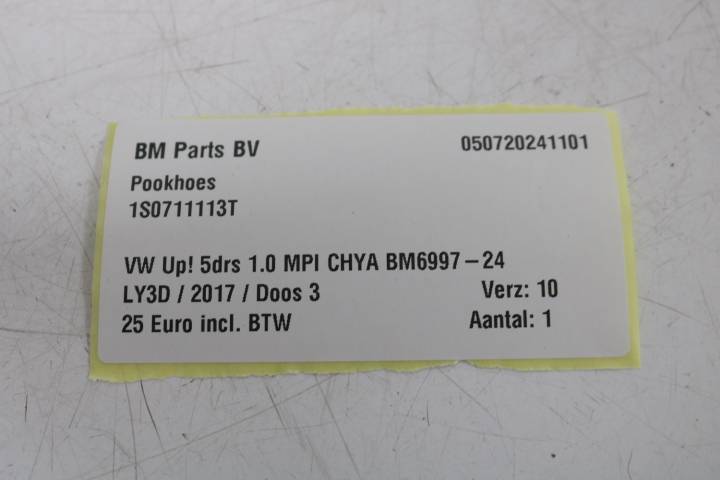 BM Parts BV 050720241101
Pookhoes
1S0711113T
VW Up! 5drs 1.0 MPI CHYA BM6997-24
LY3D / 2017 / Doos 3 Verz: 10
25 Euro incl. BTW Aantal: 1